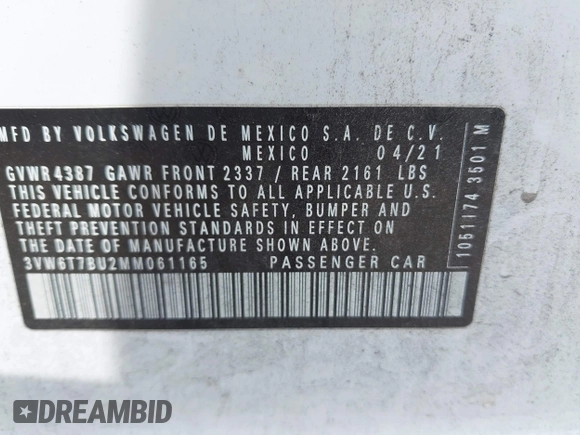 MFD BY VOLKSWAGEN DE MEXICO S.A. DE C.V.
MEXICO 04/21
GVWR 4387 GAWR FRONT 2337 / REAR 2161 LBS
THIS VEHICLE CONFORMS TO ALL APPLICABLE U.S.
FEDERAL MOTOR VEHICLE SAFETY, BUMPER AND
THEFT PREVENTION STANDARDS IN EFFECT ON
THE DATE OF MANUFACTURE SHOWN ABOVE.
3VW6T7BU2MM061165 PASSENGER CAR
1051174 3501 M
DREAMBID